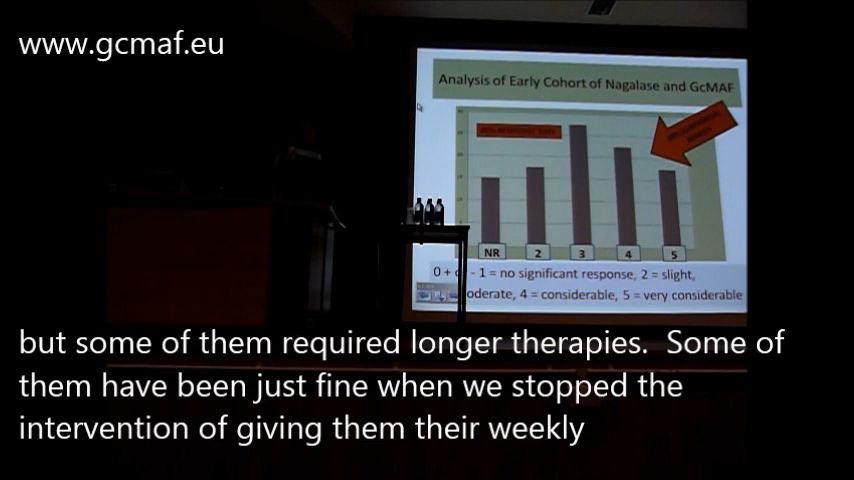 www.gcmaf.eu
Analysis of Early Cohort of Nagalase and GcMAF
NR 2 3 4 5
0 + - 1 = no significant response, 2 = slight,
oderate, 4 = considerable, 5 = very considerable
but some of them required longer therapies. Some of
them have been just fine when we stopped the
intervention of giving them their weekly